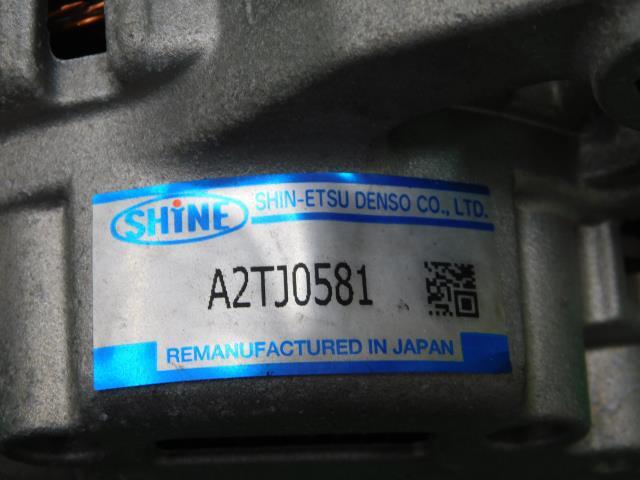 SHiNE
SHIN-ETSU DENSO CO., LTD.
A2TJ0581
REMANUFACTURED IN JAPAN